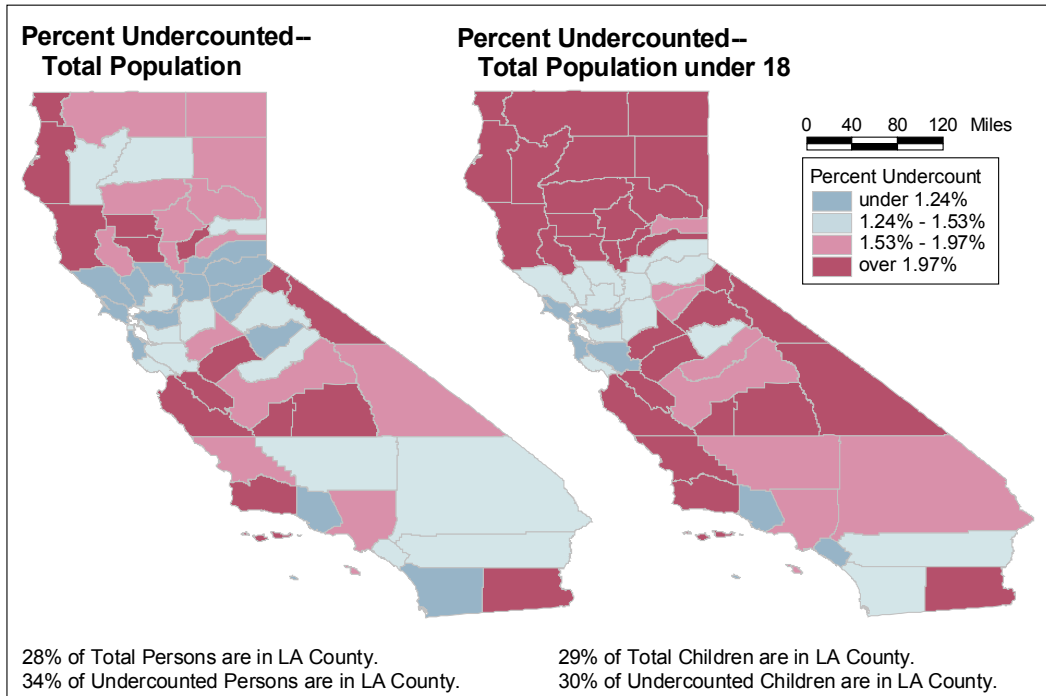 Percent Undercounted--
Total Population
Percent Undercounted--
Total Population under 18
0 40 80 120 Miles
Percent Undercount
under 1.24%
1.24% - 1.53%
1.53% - 1.97%
over 1.97%
28% of Total Persons are in LA County.
34% of Undercounted Persons are in LA County.
29% of Total Children are in LA County.
30% of Undercounted Children are in LA County.